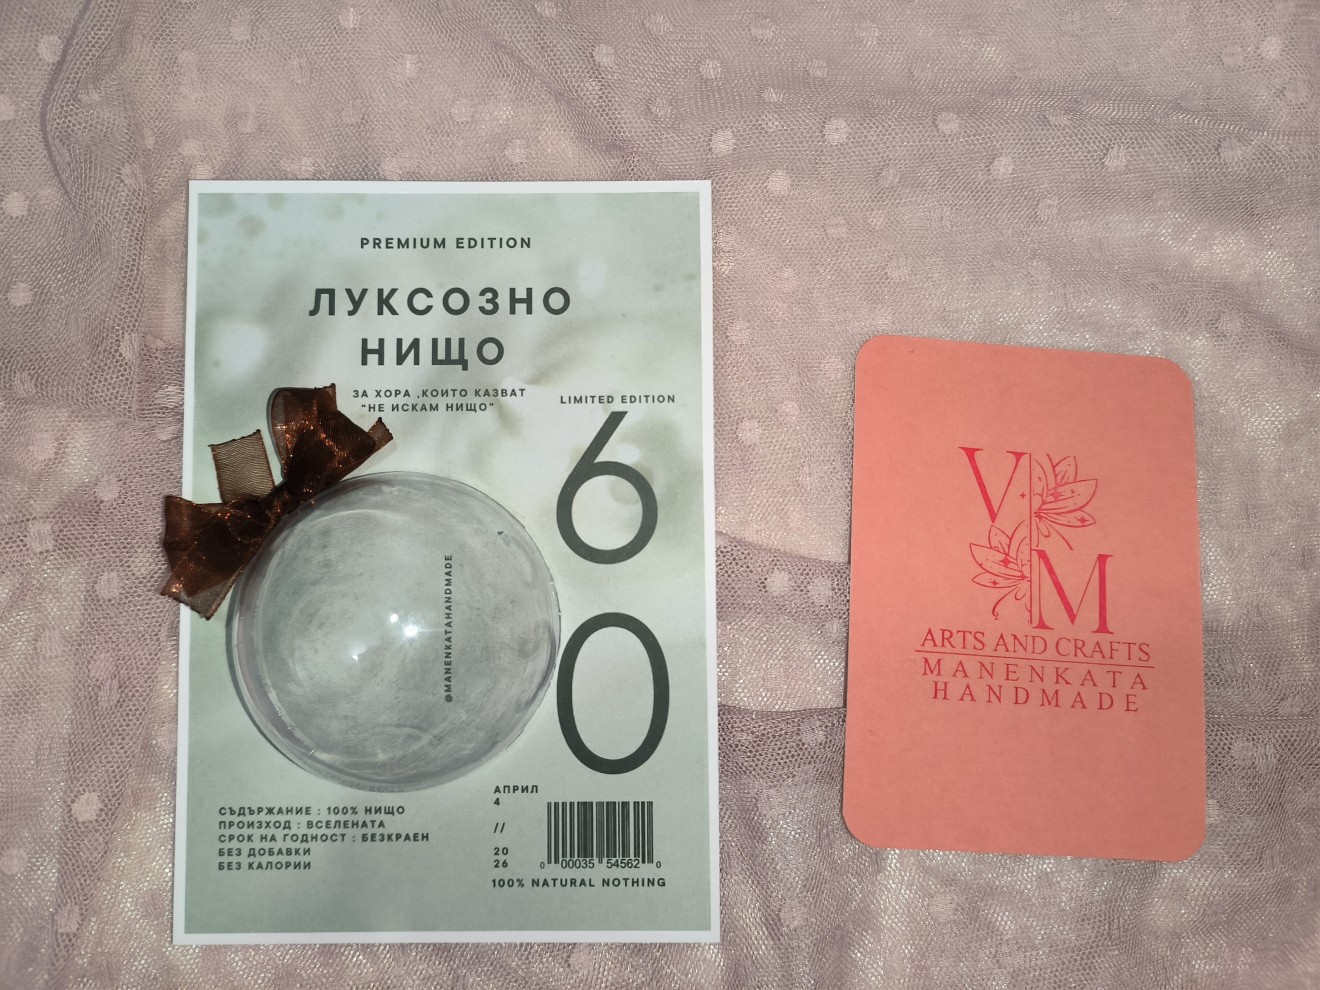 PREMIUM EDITION
ЛУКСОЗНО
НИЩО
ЗА ХОРА ,КОИТО КАЗВАТ
"НЕ ИСКАМ НИЩО"
LIMITED EDITION
60
@MANENKATAHANDMADE
СЪДЪРЖАНИЕ : 100% НИЩО
ПРОИЗХОД : ВСЕЛЕНАТА
СРОК НА ГОДНОСТ : БЕЗКРАЕН
БЕЗ ДОБАВКИ
БЕЗ КАЛОРИИ
АПРИЛ
4
//
20
26
0 00035 54562 0
100% NATURAL NOTHING
VM
ARTS AND CRAFTS
MANENKATA
HANDMADE